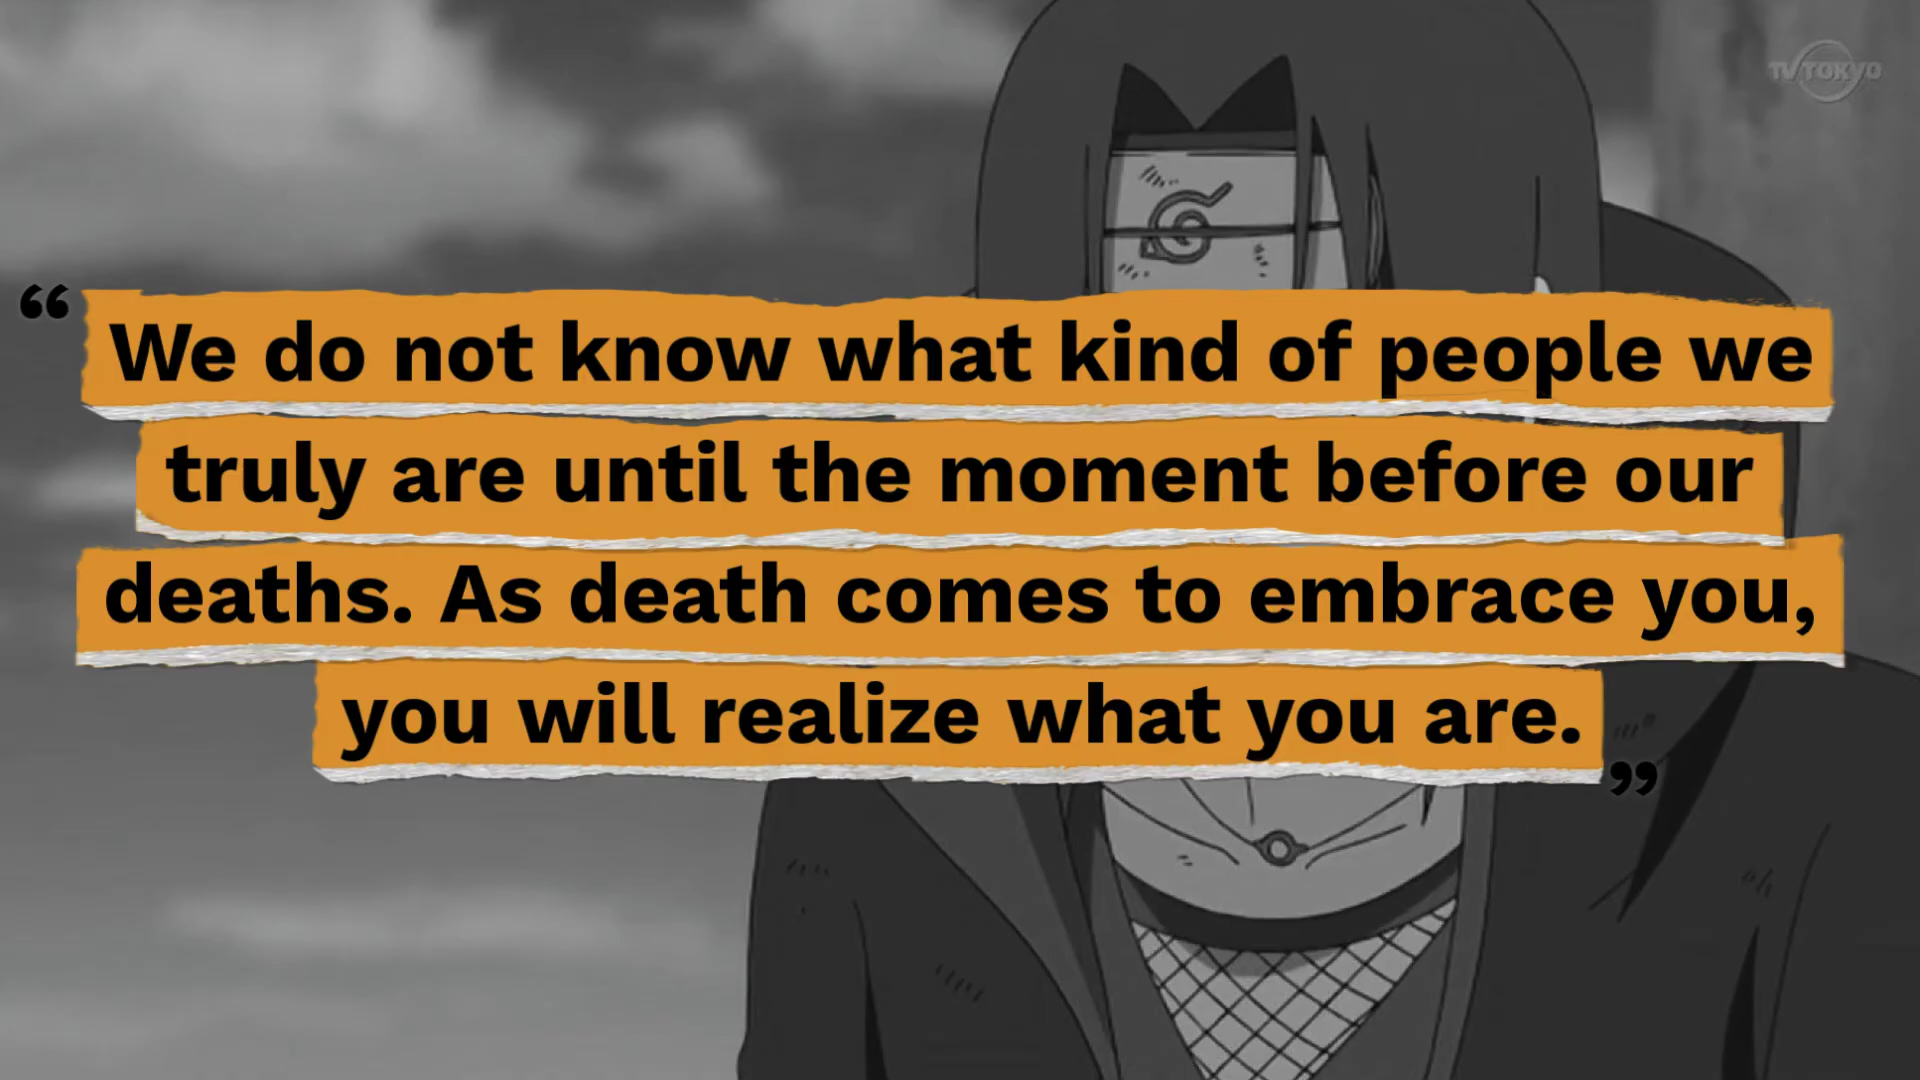 TV TOKYO
“We do not know what kind of people we
truly are until the moment before our
deaths. As death comes to embrace you,
you will realize what you are.”